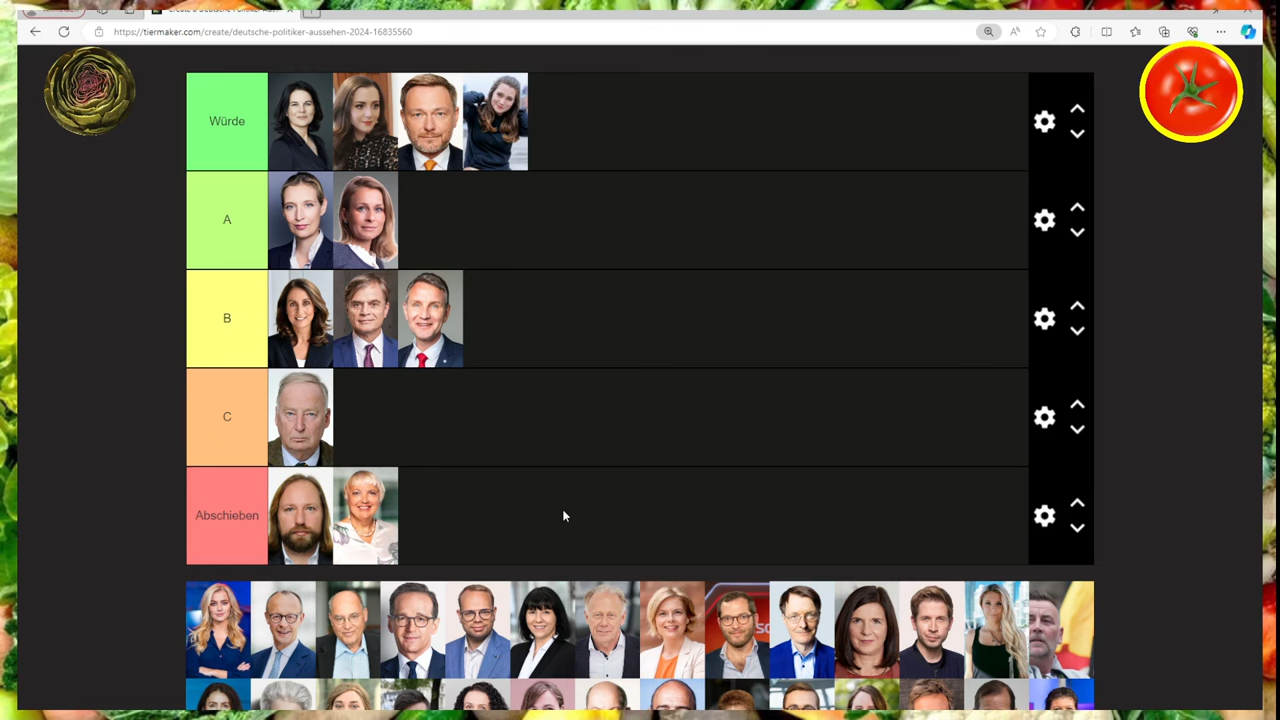 https://tiermaker.com/create/deutsche-politiker-aussehen-2024-16835560
Würde
A
B
C
Abschieben